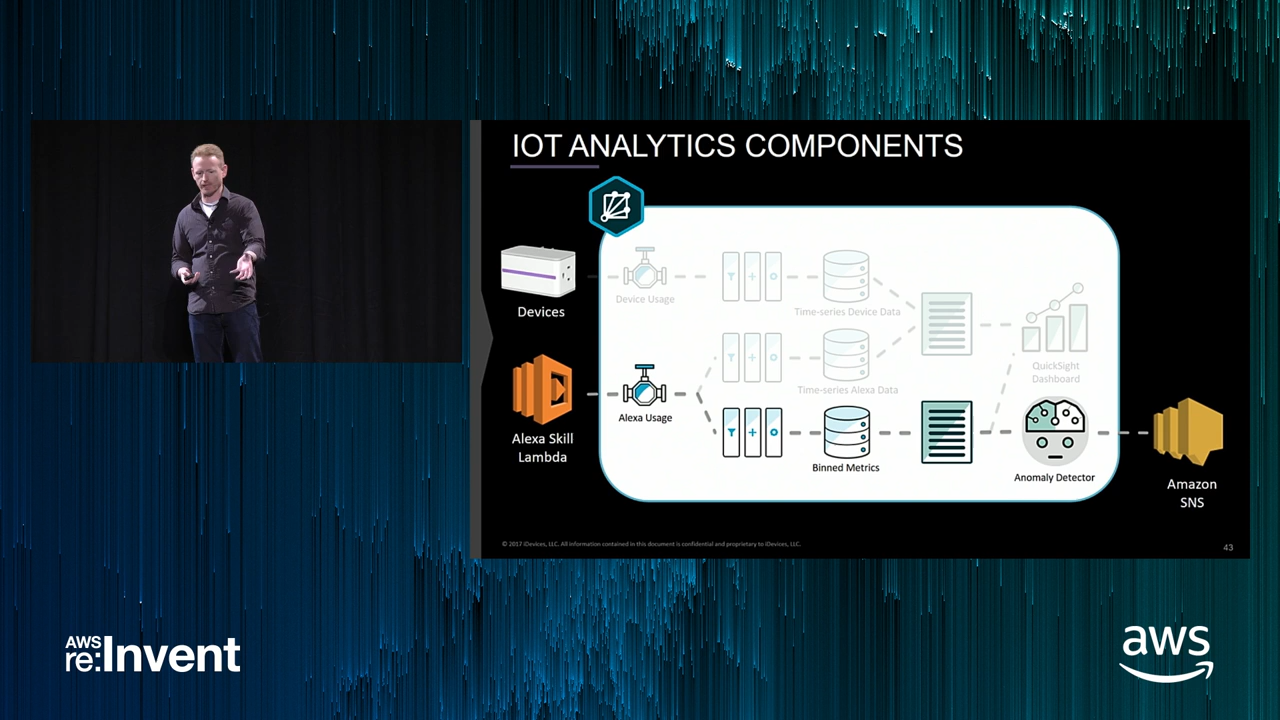 IOT ANALYTICS COMPONENTS
Devices
Device Usage
Time-series Device Data
Time-series Alexa Data
QuickSight
Dashboard
Alexa Skill
Lambda
Alexa Usage
Binned Metrics
Anomaly Detector
Amazon
SNS
© 2017 iDevices, LLC. All information contained in this document is confidential and proprietary to iDevices, LLC.
43
AWS
re:Invent
aws